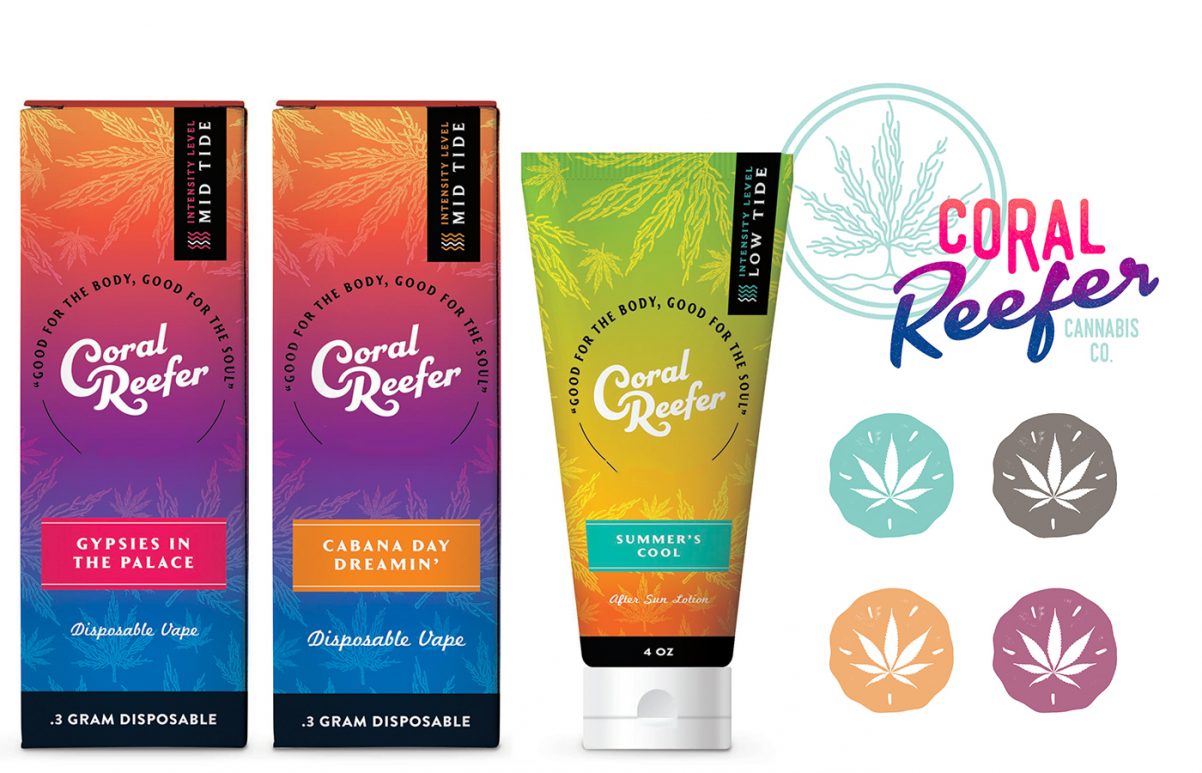 INTENSITY LEVEL
MID TIDE
"GOOD FOR THE BODY, GOOD FOR THE SOUL"
Coral
Reefer
GYPSIES IN
THE PALACE
Disposable Vape
.3 GRAM DISPOSABLE
INTENSITY LEVEL
MID TIDE
"GOOD FOR THE BODY, GOOD FOR THE SOUL"
Coral
Reefer
CABANA DAY
DREAMIN'
Disposable Vape
.3 GRAM DISPOSABLE
INTENSITY LEVEL
LOW TIDE
"GOOD FOR THE BODY, GOOD FOR THE SOUL"
Coral
Reefer
SUMMER'S
COOL
After Sun Lotion
4 OZ
CORAL
Reefer
CANNABIS
CO.